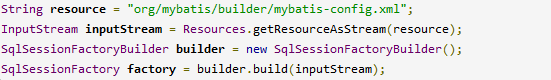 String resource = "org/mybatis/builder/mybatis-config.xml";
InputStream inputStream = Resources.getResourceAsStream(resource);
SqlSessionFactoryBuilder builder = new SqlSessionFactoryBuilder();
SqlSessionFactory factory = builder.build(inputStream);